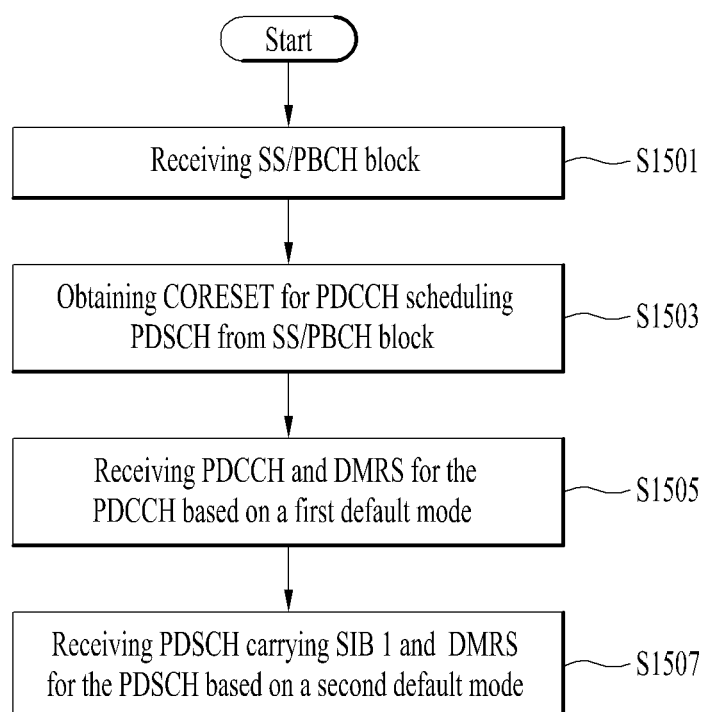 Start
Receiving SS/PBCH block
S1501
Obtaining CORESET for PDCCH scheduling
PDSCH from SS/PBCH block
S1503
Receiving PDCCH and DMRS for the
PDCCH based on a first default mode
S1505
Receiving PDSCH carrying SIB 1 and DMRS
for the PDSCH based on a second default mode
S1507